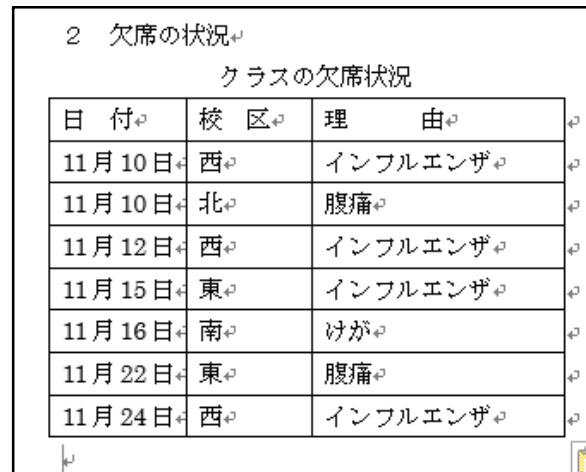 ２　欠席の状況
クラスの欠席状況
日　付 校　区 理　　　由
11月10日 西 インフルエンザ
11月10日 北 腹痛
11月12日 西 インフルエンザ
11月15日 東 インフルエンザ
11月16日 南 けが
11月22日 東 腹痛
11月24日 西 インフルエンザ